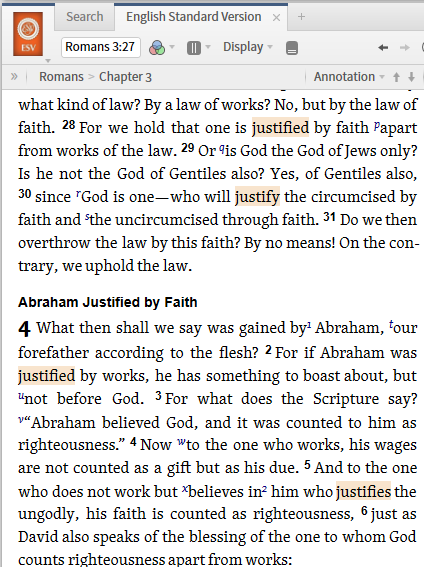 Search
English Standard Version ×
+
ESV
Romans 3:27
Display
» Romans > Chapter 3
Annotation
what kind of law? By a law of works? No, but by the law of
faith. 28 For we hold that one is justified by faith p apart
from works of the law. 29 Or q is God the God of Jews only?
Is he not the God of Gentiles also? Yes, of Gentiles also,
30 since r God is one—who will justify the circumcised by
faith and s the uncircumcised through faith. 31 Do we then
overthrow the law by this faith? By no means! On the con-
trary, we uphold the law.
Abraham Justified by Faith
4 What then shall we say was gained by1 Abraham, t our
forefather according to the flesh? 2 For if Abraham was
justified by works, he has something to boast about, but
u not before God. 3 For what does the Scripture say?
v “Abraham believed God, and it was counted to him as
righteousness.” 4 Now w to the one who works, his wages
are not counted as a gift but as his due. 5 And to the one
who does not work but x believes in2 him who justifies the
ungodly, his faith is counted as righteousness, 6 just as
David also speaks of the blessing of the one to whom God
counts righteousness apart from works: